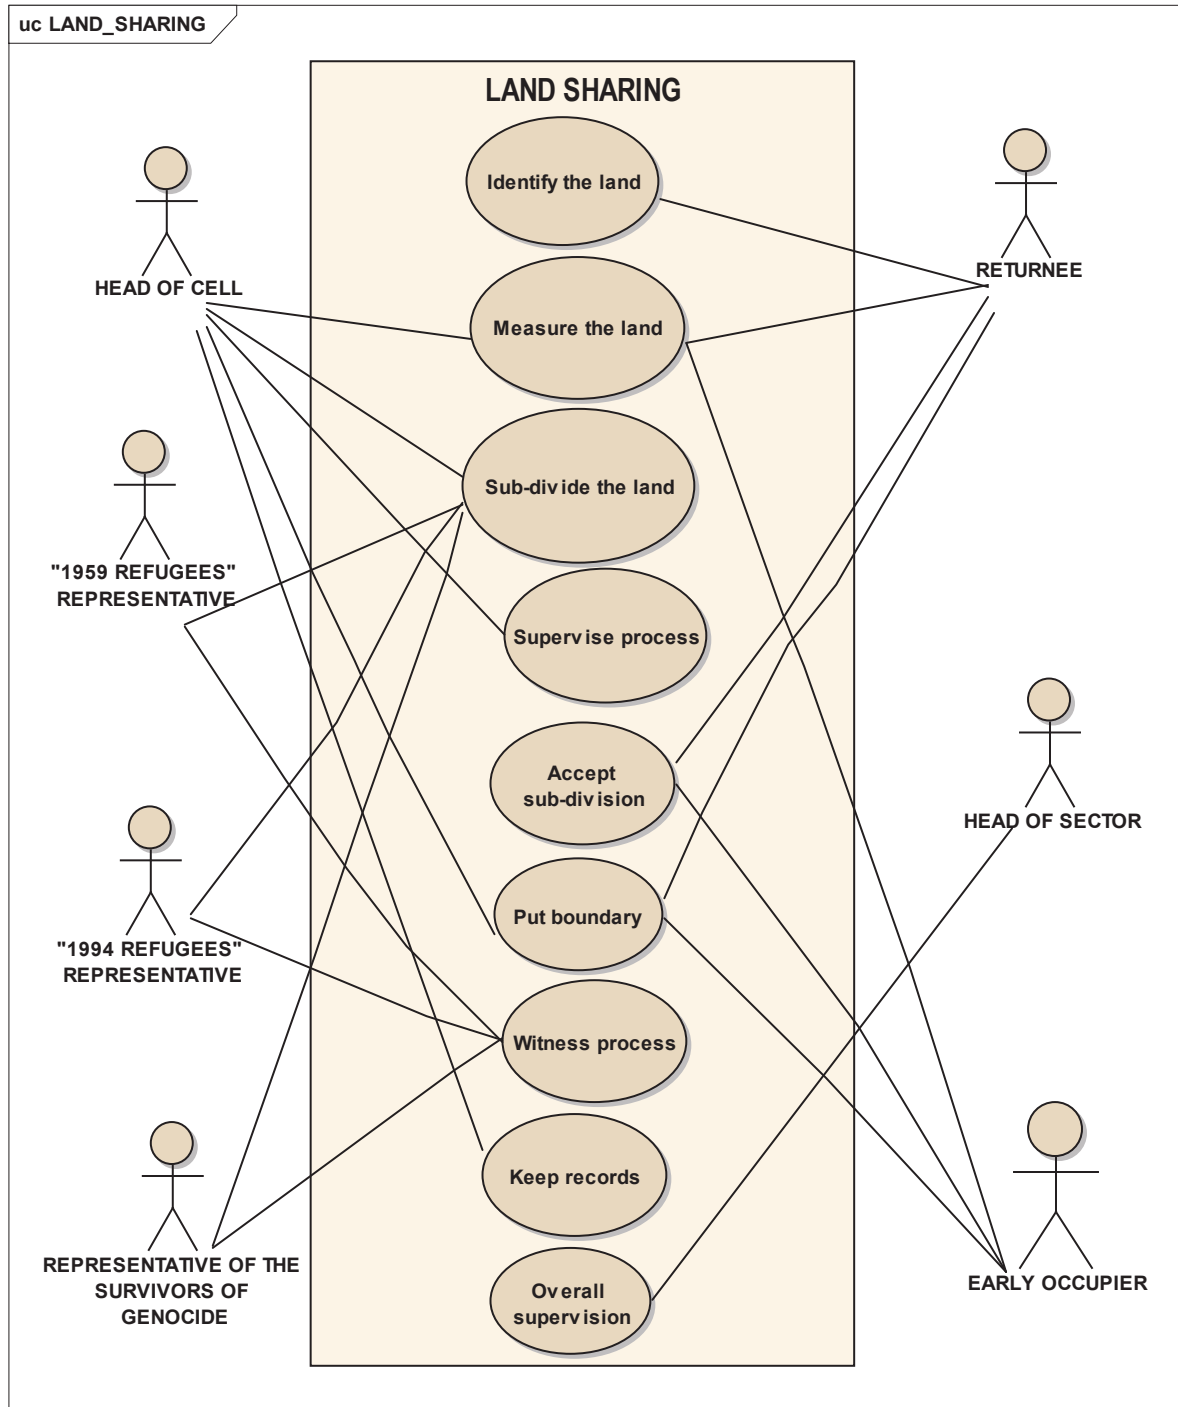 uc LAND_SHARING
LAND SHARING
Identify the land
Measure the land
Sub-divide the land
Supervise process
Accept
sub-division
Put boundary
Witness process
Keep records
Overall
supervision
HEAD OF CELL
"1959 REFUGEES"
REPRESENTATIVE
"1994 REFUGEES"
REPRESENTATIVE
REPRESENTATIVE OF THE
SURVIVORS OF
GENOCIDE
RETURNEE
HEAD OF SECTOR
EARLY OCCUPIER